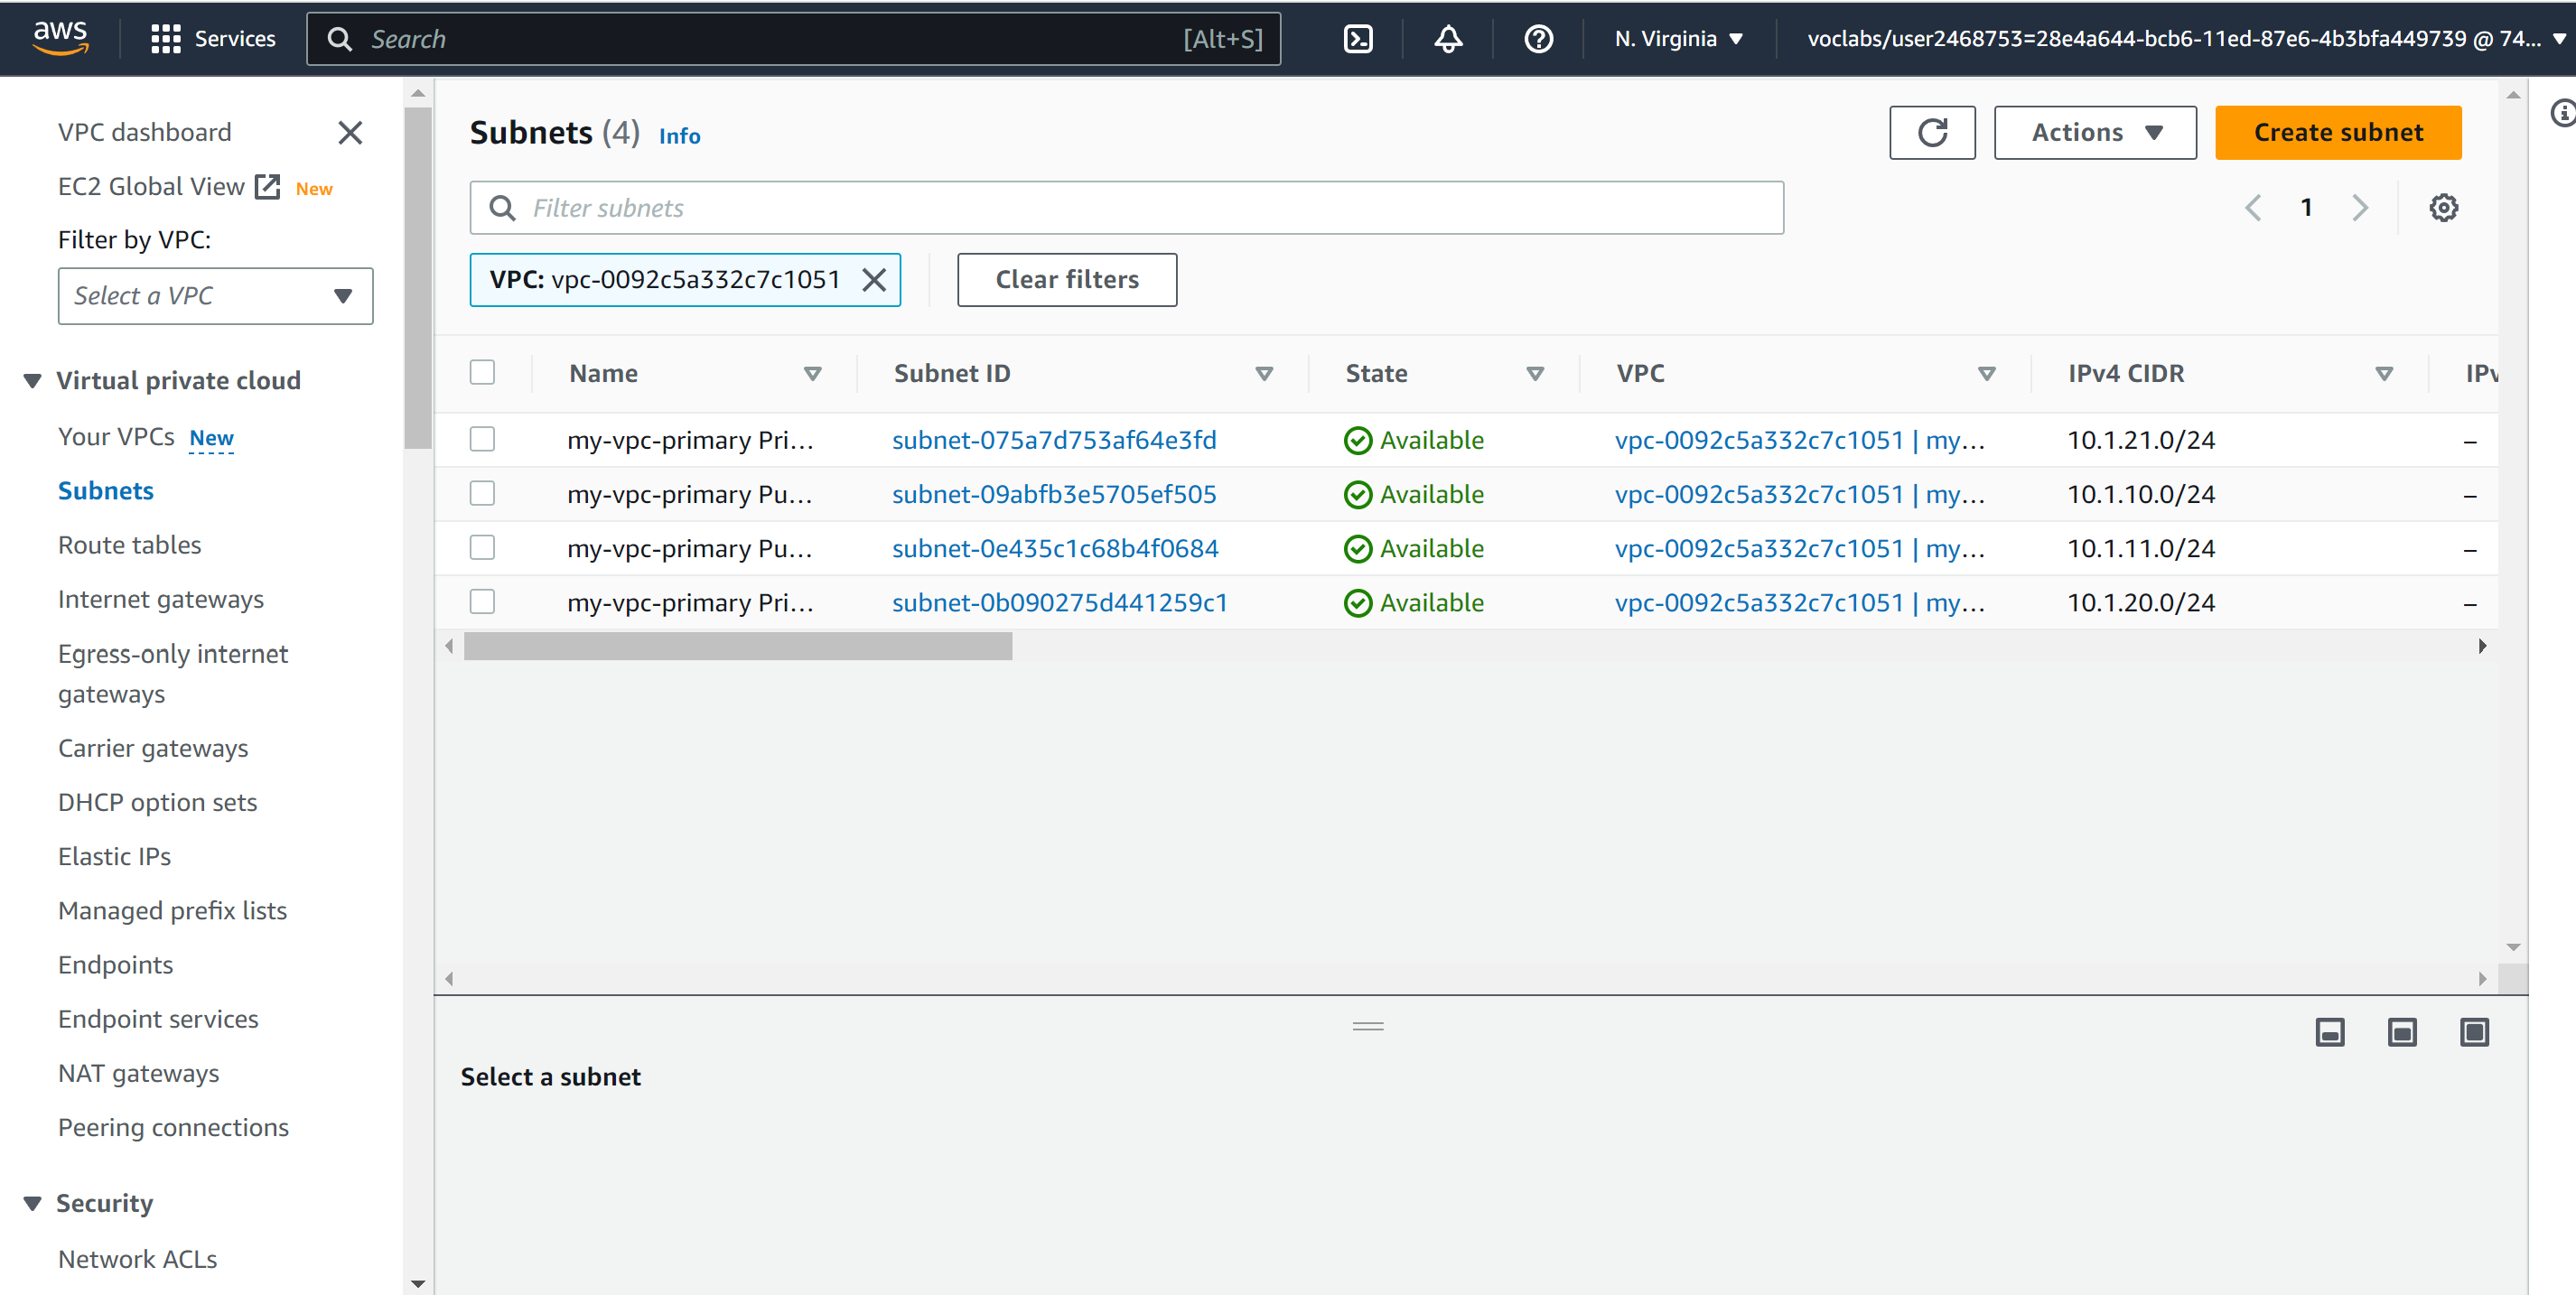 aws
Services
Search [Alt+S]
N. Virginia
voclabs/user2468753=28e4a644-bcb6-11ed-87e6-4b3bfa449739 @ 74...
VPC dashboard
EC2 Global View New
Filter by VPC:
Select a VPC
Virtual private cloud
Your VPCs New
Subnets
Route tables
Internet gateways
Egress-only internet
gateways
Carrier gateways
DHCP option sets
Elastic IPs
Managed prefix lists
Endpoints
Endpoint services
NAT gateways
Peering connections
Security
Network ACLs
Subnets (4) Info
Actions
Create subnet
Filter subnets
1
VPC: vpc-0092c5a332c7c1051
Clear filters
Name Subnet ID State VPC IPv4 CIDR IPv
my-vpc-primary Pri... subnet-075a7d753af64e3fd Available vpc-0092c5a332c7c1051 | my... 10.1.21.0/24 –
my-vpc-primary Pu... subnet-09abfb3e5705ef505 Available vpc-0092c5a332c7c1051 | my... 10.1.10.0/24 –
my-vpc-primary Pu... subnet-0e435c1c68b4f0684 Available vpc-0092c5a332c7c1051 | my... 10.1.11.0/24 –
my-vpc-primary Pri... subnet-0b090275d441259c1 Available vpc-0092c5a332c7c1051 | my... 10.1.20.0/24 –
Select a subnet